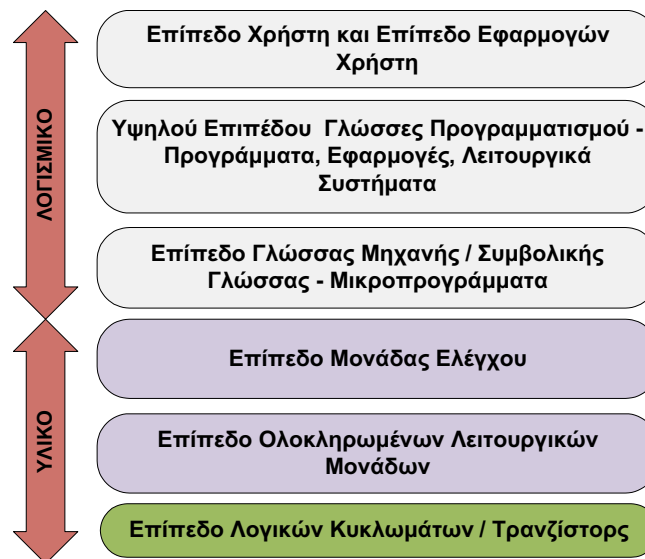 Επίπεδο Χρήστη και Επίπεδο Εφαρμογών
Χρήστη
Υψηλού Επιπέδου Γλώσσες Προγραμματισμού -
Προγράμματα, Εφαρμογές, Λειτουργικά
Συστήματα
Επίπεδο Γλώσσας Μηχανής / Συμβολικής
Γλώσσας - Μικροπρογράμματα
ΛΟΓΙΣΜΙΚΟ
Επίπεδο Μονάδας Ελέγχου
Επίπεδο Ολοκληρωμένων Λειτουργικών
Μονάδων
Επίπεδο Λογικών Κυκλωμάτων / Τρανζίστορς
ΥΛΙΚΟ